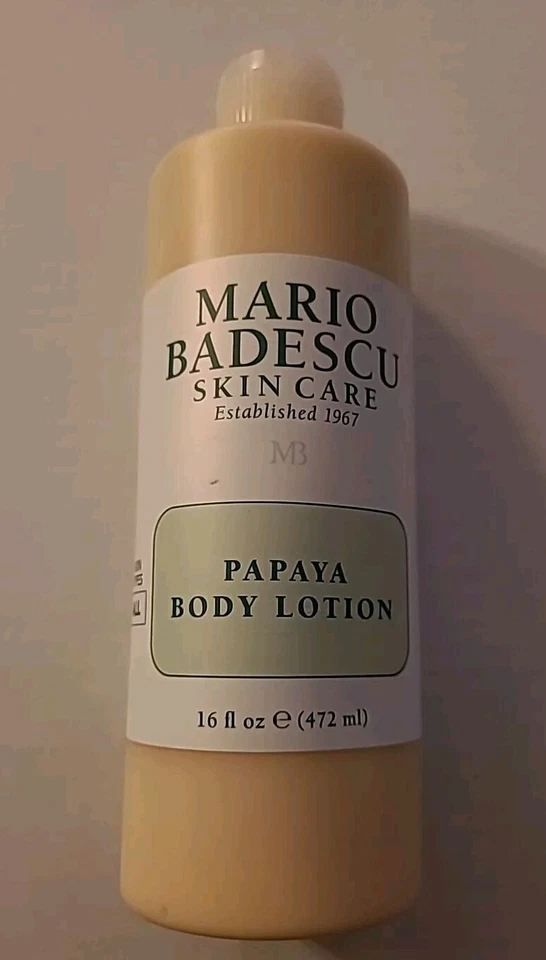 MARIO
BADESCU
SKIN CARE
Established 1967
MB
PAPAYA
BODY LOTION
16 fl oz ℮ (472 ml)